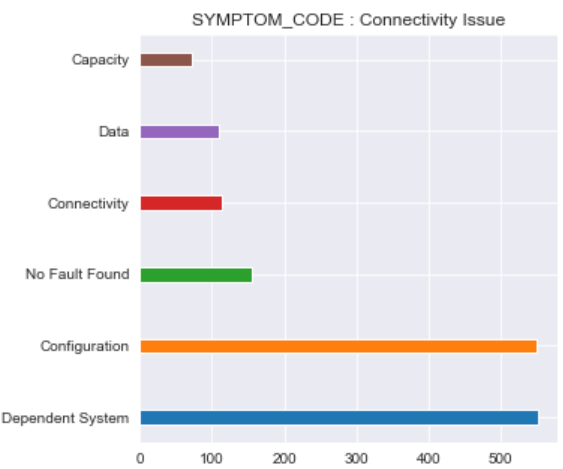 SYMPTOM_CODE : Connectivity Issue
Capacity
Data
Connectivity
No Fault Found
Configuration
Dependent System
0 100 200 300 400 500